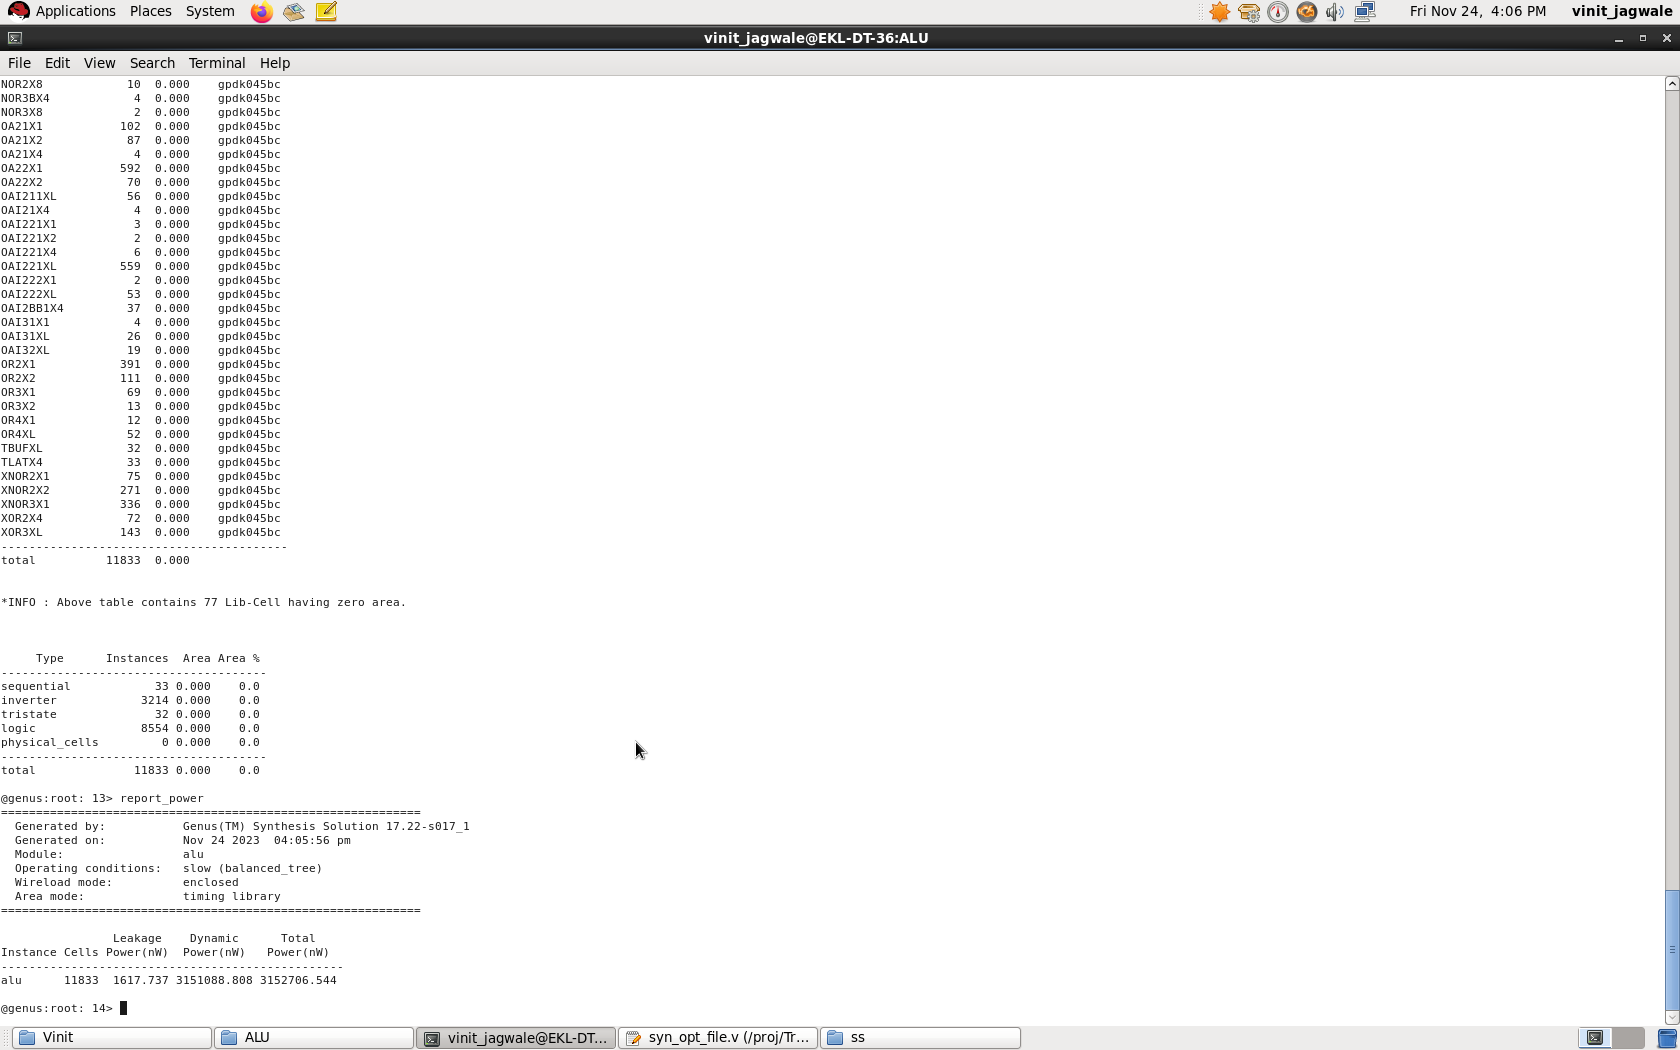 Applications Places System Fri Nov 24, 4:06 PM vinit_jagwale
vinit_jagwale@EKL-DT-36:ALU
File Edit View Search Terminal Help
NOR2X8 10 0.000 gpdk045bc
NOR3BX4 4 0.000 gpdk045bc
NOR3X8 2 0.000 gpdk045bc
OA21X1 102 0.000 gpdk045bc
OA21X2 87 0.000 gpdk045bc
OA21X4 4 0.000 gpdk045bc
OA22X1 592 0.000 gpdk045bc
OA22X2 70 0.000 gpdk045bc
OAI211XL 56 0.000 gpdk045bc
OAI21X4 4 0.000 gpdk045bc
OAI221X1 3 0.000 gpdk045bc
OAI221X2 2 0.000 gpdk045bc
OAI221X4 6 0.000 gpdk045bc
OAI221XL 559 0.000 gpdk045bc
OAI222X1 2 0.000 gpdk045bc
OAI222XL 53 0.000 gpdk045bc
OAI2BB1X4 37 0.000 gpdk045bc
OAI31X1 4 0.000 gpdk045bc
OAI31XL 26 0.000 gpdk045bc
OAI32XL 19 0.000 gpdk045bc
OR2X1 391 0.000 gpdk045bc
OR2X2 111 0.000 gpdk045bc
OR3X1 69 0.000 gpdk045bc
OR3X2 13 0.000 gpdk045bc
OR4X1 12 0.000 gpdk045bc
OR4XL 52 0.000 gpdk045bc
TBUFXL 32 0.000 gpdk045bc
TLATX4 33 0.000 gpdk045bc
XNOR2X1 75 0.000 gpdk045bc
XNOR2X2 271 0.000 gpdk045bc
XNOR3X1 336 0.000 gpdk045bc
XOR2X4 72 0.000 gpdk045bc
XOR3XL 143 0.000 gpdk045bc
-----------------------------------------
total 11833 0.000
*INFO : Above table contains 77 Lib-Cell having zero area.
Type Instances Area Area %
--------------------------------------
sequential 33 0.000 0.0
inverter 3214 0.000 0.0
tristate 32 0.000 0.0
logic 8554 0.000 0.0
physical_cells 0 0.000 0.0
--------------------------------------
total 11833 0.000 0.0
@genus:root: 13> report_power
============================================================
Generated by: Genus(TM) Synthesis Solution 17.22-s017_1
Generated on: Nov 24 2023 04:05:56 pm
Module: alu
Operating conditions: slow (balanced_tree)
Wireload mode: enclosed
Area mode: timing library
============================================================
Leakage Dynamic Total
Instance Cells Power(nW) Power(nW) Power(nW)
-------------------------------------------------
alu 11833 1617.737 3151088.808 3152706.544
@genus:root: 14>
Vinit ALU vinit_jagwale@EKL-DT... syn_opt_file.v (/proj/Tr... ss